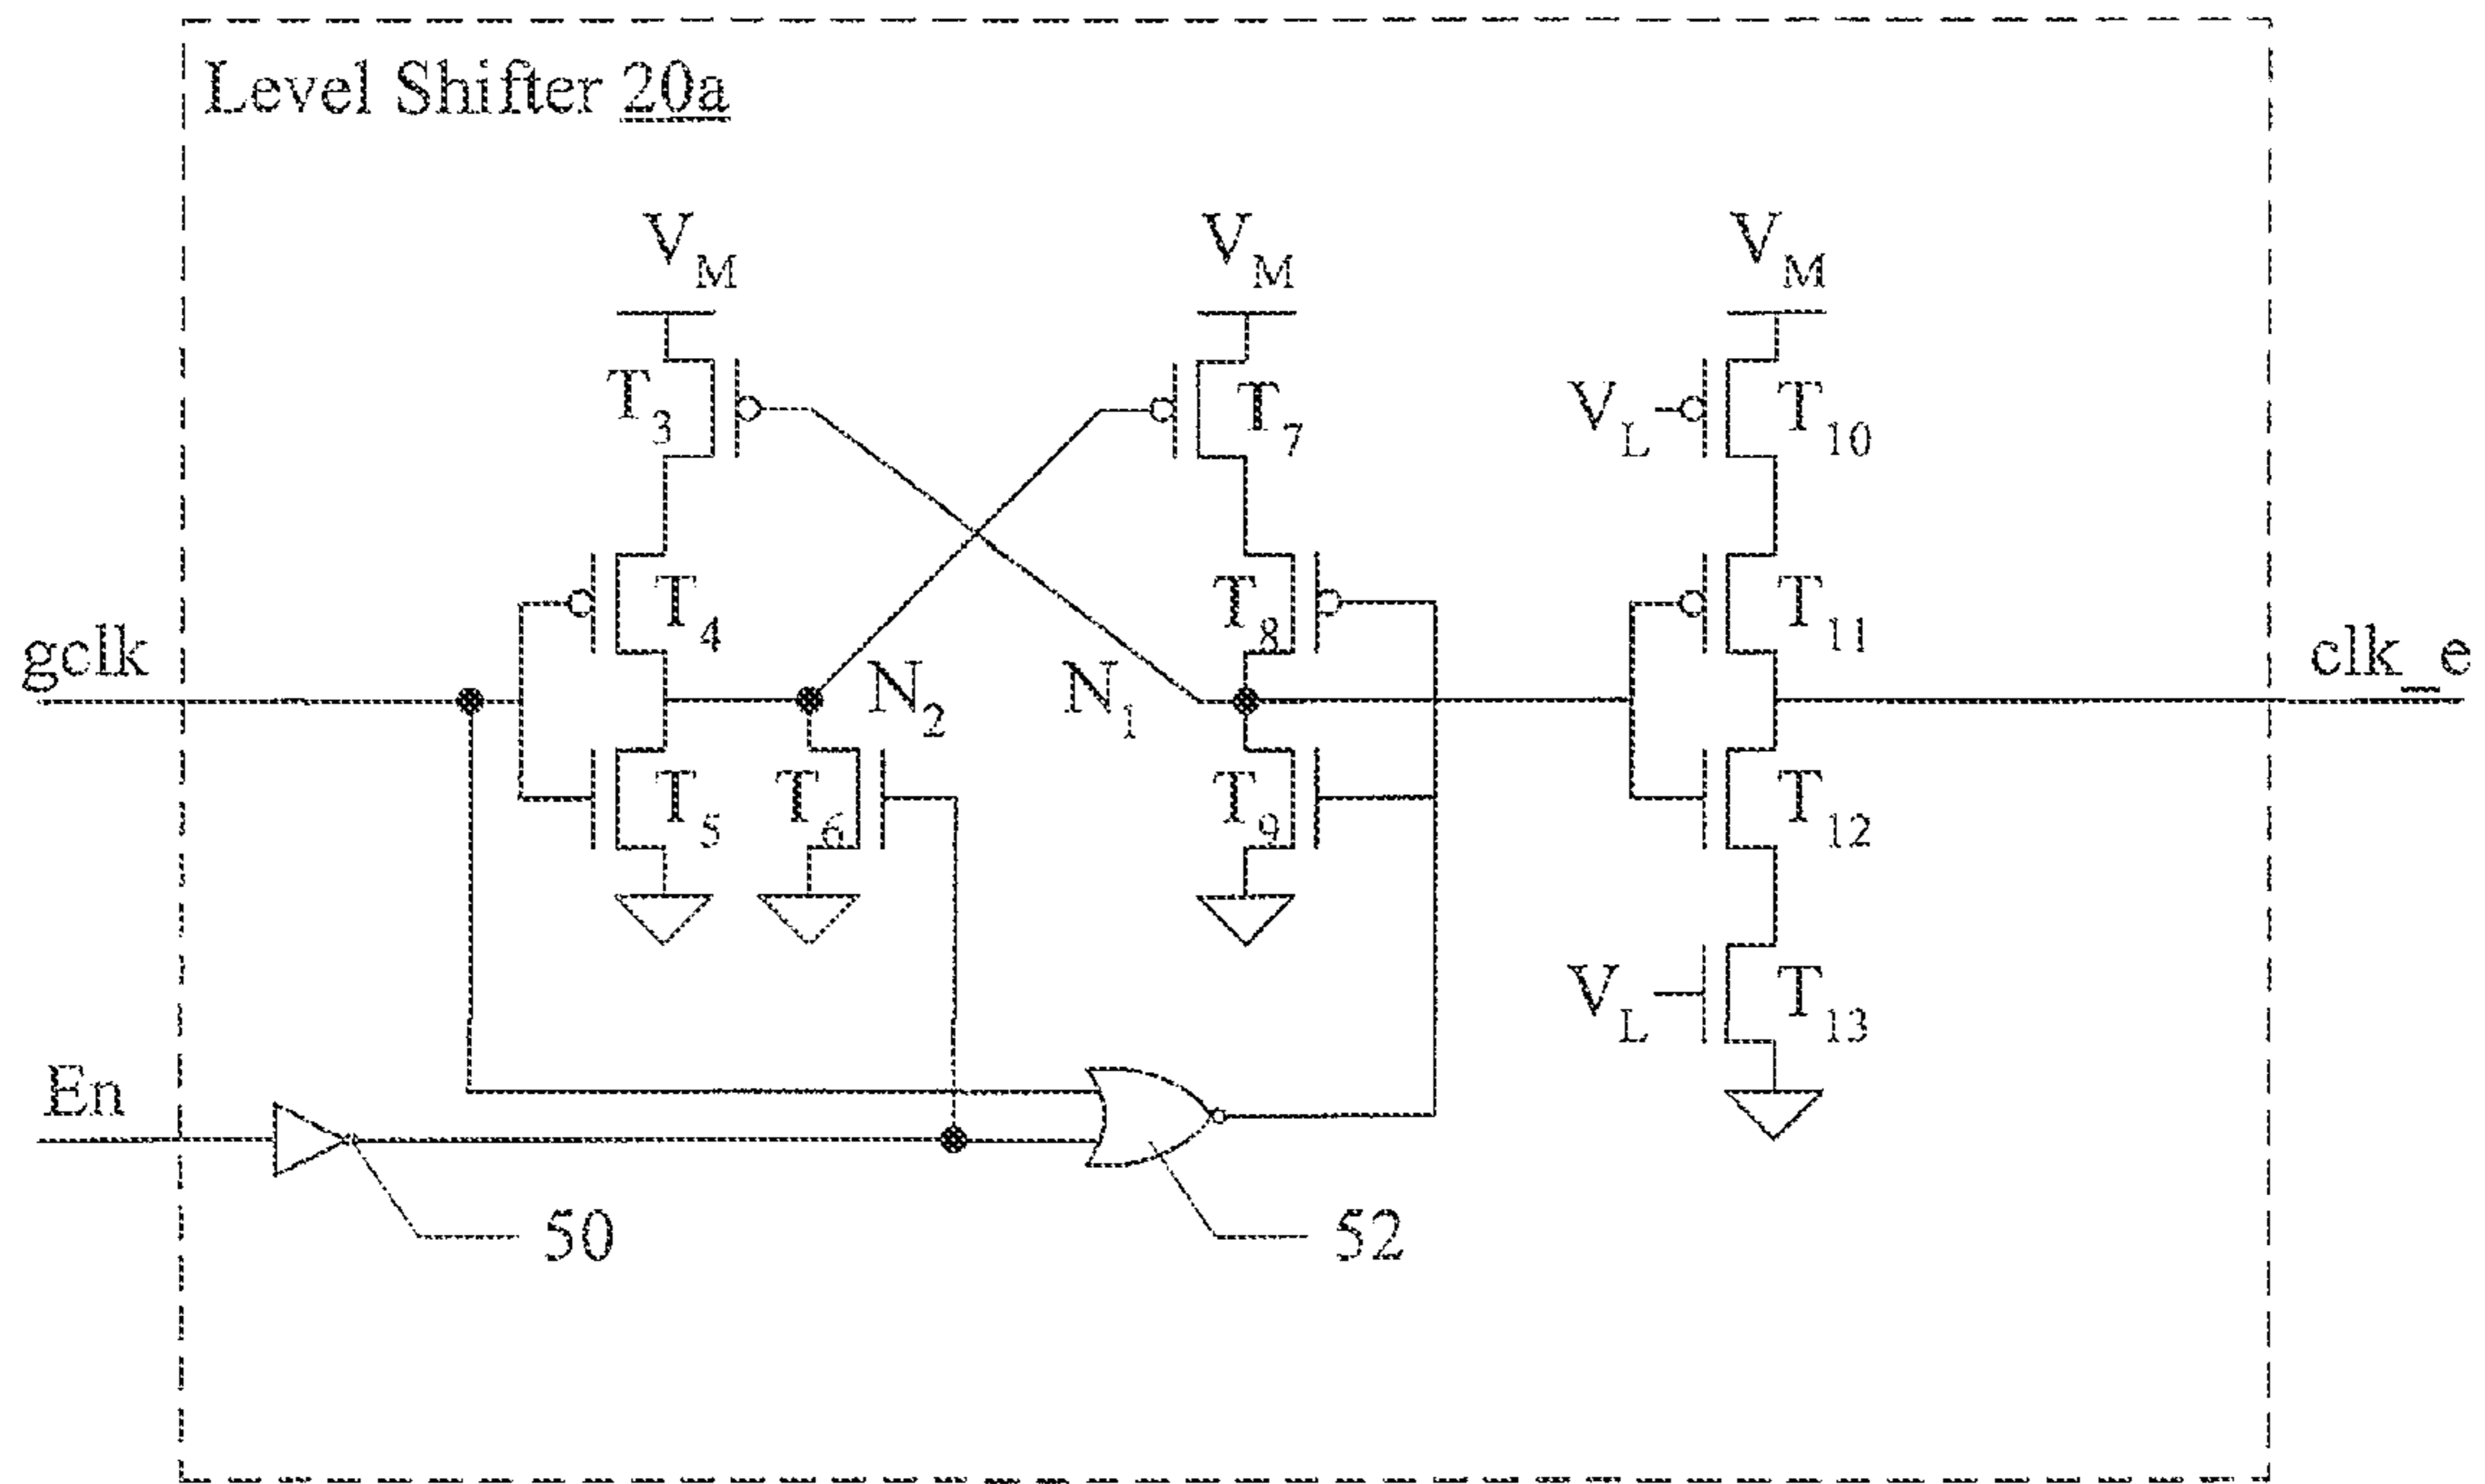 Level Shifter 20a
V_M V_M V_M
T_3 T_7 V_L T_10
T_4 T_8 T_11
gclk N_2 N_1 clk_e
T_5 T_6 T_9 T_12
V_L T_13
En
50 52